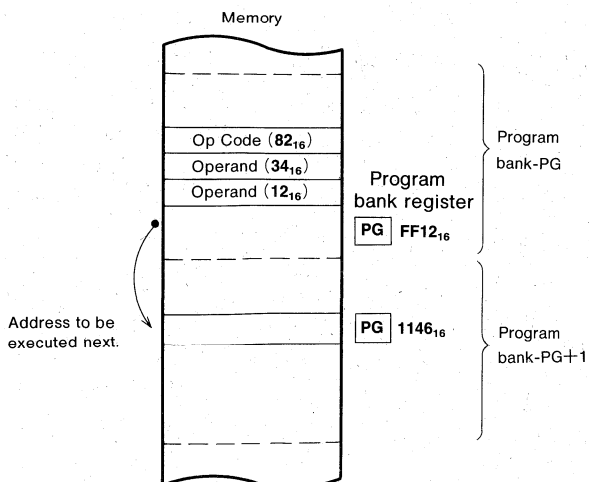 Memory
Op Code (82₁₆)
Operand (34₁₆)
Operand (12₁₆)
Program
bank register
PG FF12₁₆
Program
bank-PG
Address to be
executed next.
PG 1146₁₆
Program
bank-PG+1